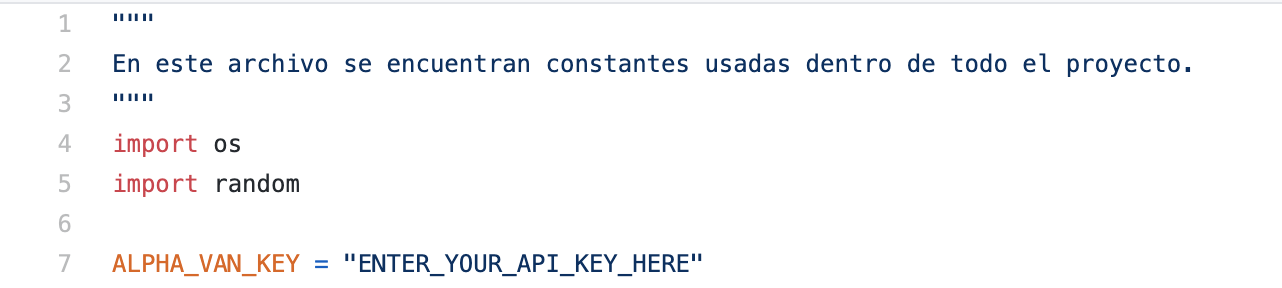 1 """
2 En este archivo se encuentran constantes usadas dentro de todo el proyecto.
3 """
4 import os
5 import random
6
7 ALPHA_VAN_KEY = "ENTER_YOUR_API_KEY_HERE"